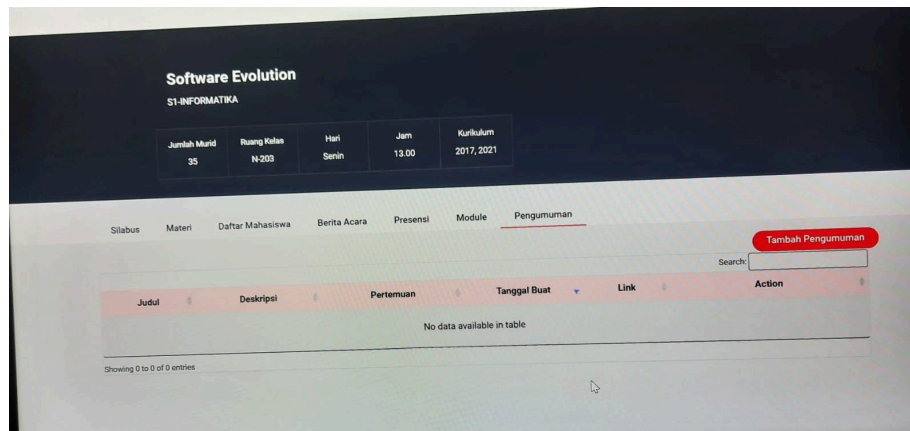 Software Evolution
S1-INFORMATIKA
Jumlah Murid Ruang Kelas Hari Jam Kurikulum
35 N-203 Senin 13.00 2017, 2021
Silabus Materi Daftar Mahasiswa Berita Acara Presensi Module Pengumuman
Tambah Pengumuman
Search:
Judul Deskripsi Pertemuan Tanggal Buat Link Action
No data available in table
Showing 0 to 0 of 0 entries